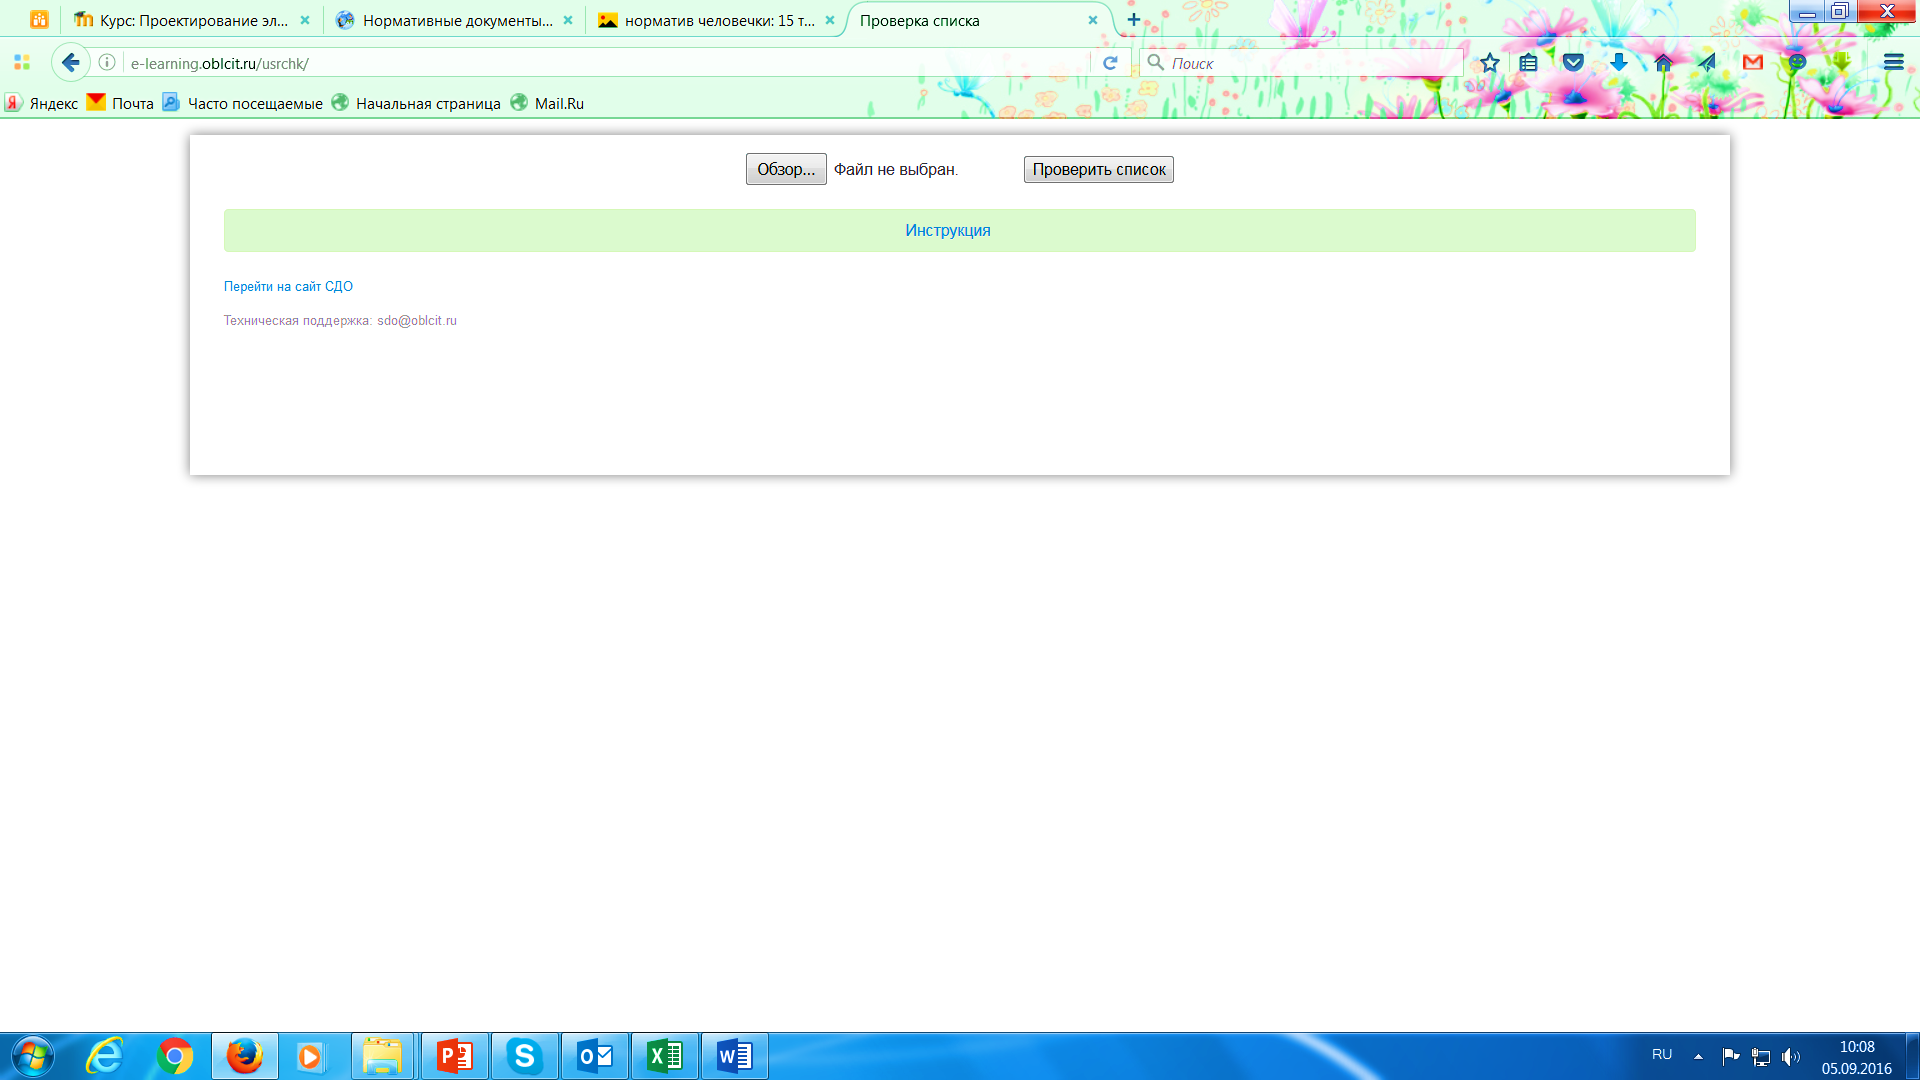 Курс: Проектирование эл...
Нормативные документы...
норматив человечки: 15 т...
Проверка списка
e-learning.oblcit.ru/usrchk/
Поиск
Яндекс
Почта
Часто посещаемые
Начальная страница
Mail.Ru
Обзор...
Файл не выбран.
Проверить список
Инструкция
Перейти на сайт СДО
Техническая поддержка: sdo@oblcit.ru
RU
10:08
05.09.2016